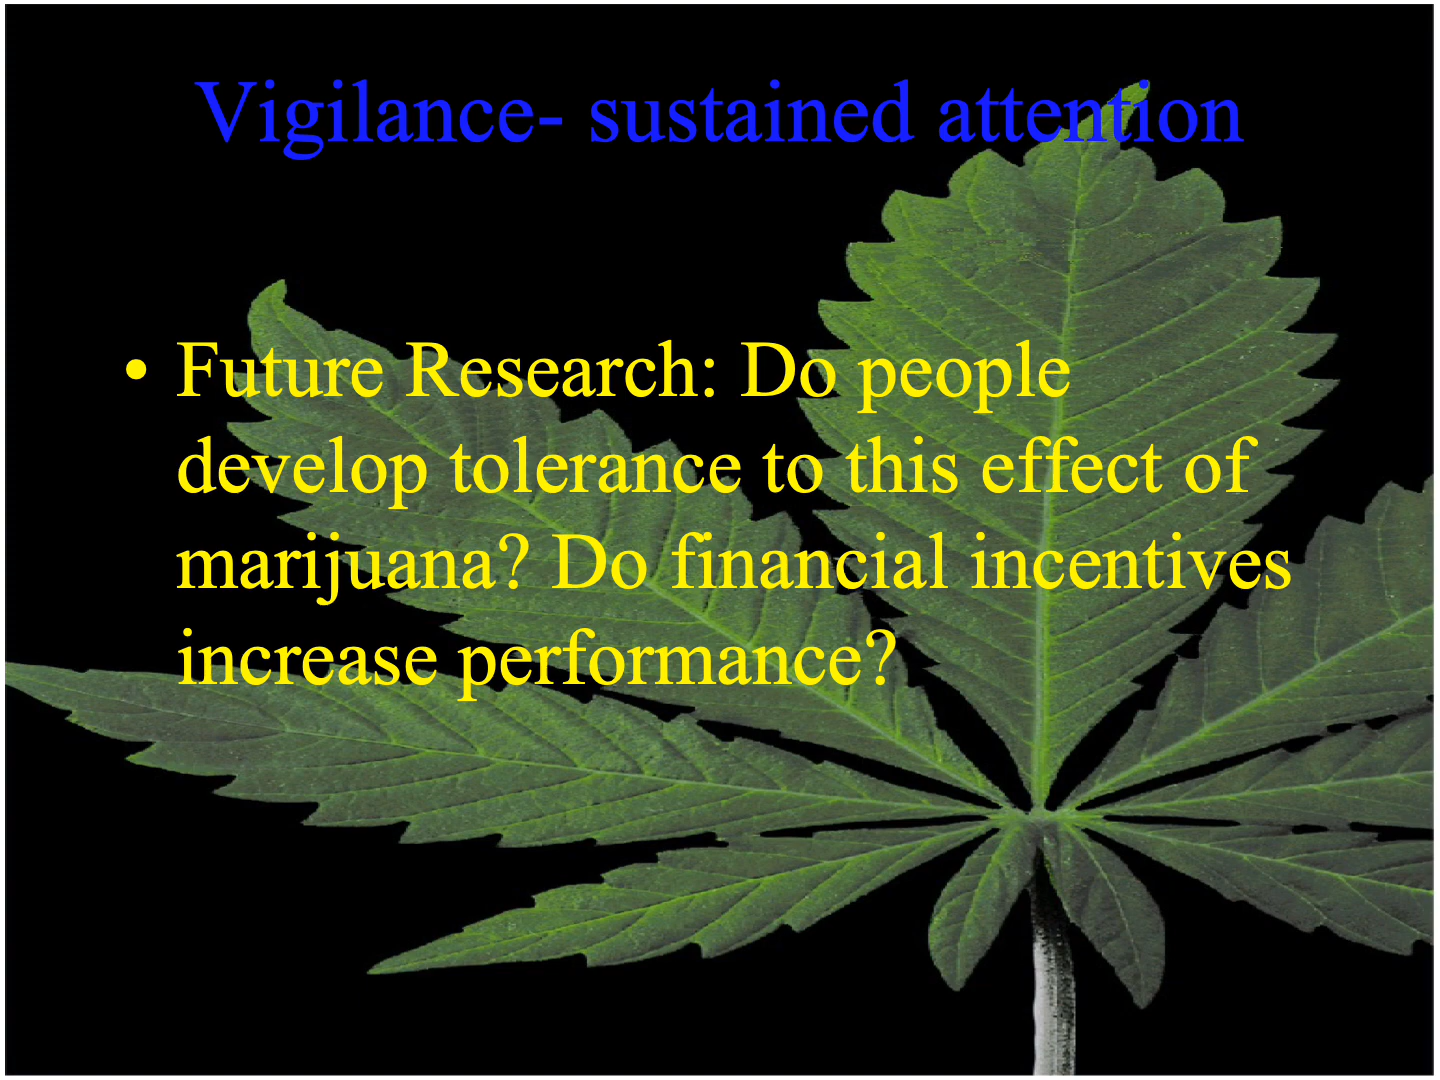 Vigilance- sustained attention
• Future Research: Do people
develop tolerance to this effect of
marijuana? Do financial incentives
increase performance?